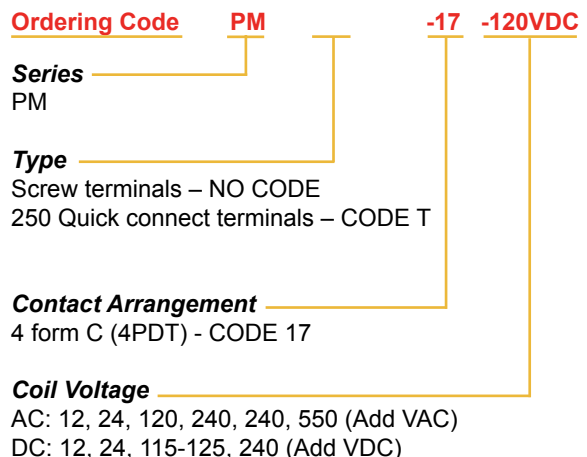 Ordering Code PM -17 -120VDC
Series
PM
Type
Screw terminals – NO CODE
250 Quick connect terminals – CODE T
Contact Arrangement
4 form C (4PDT) - CODE 17
Coil Voltage
AC: 12, 24, 120, 240, 240, 550 (Add VAC)
DC: 12, 24, 115-125, 240 (Add VDC)